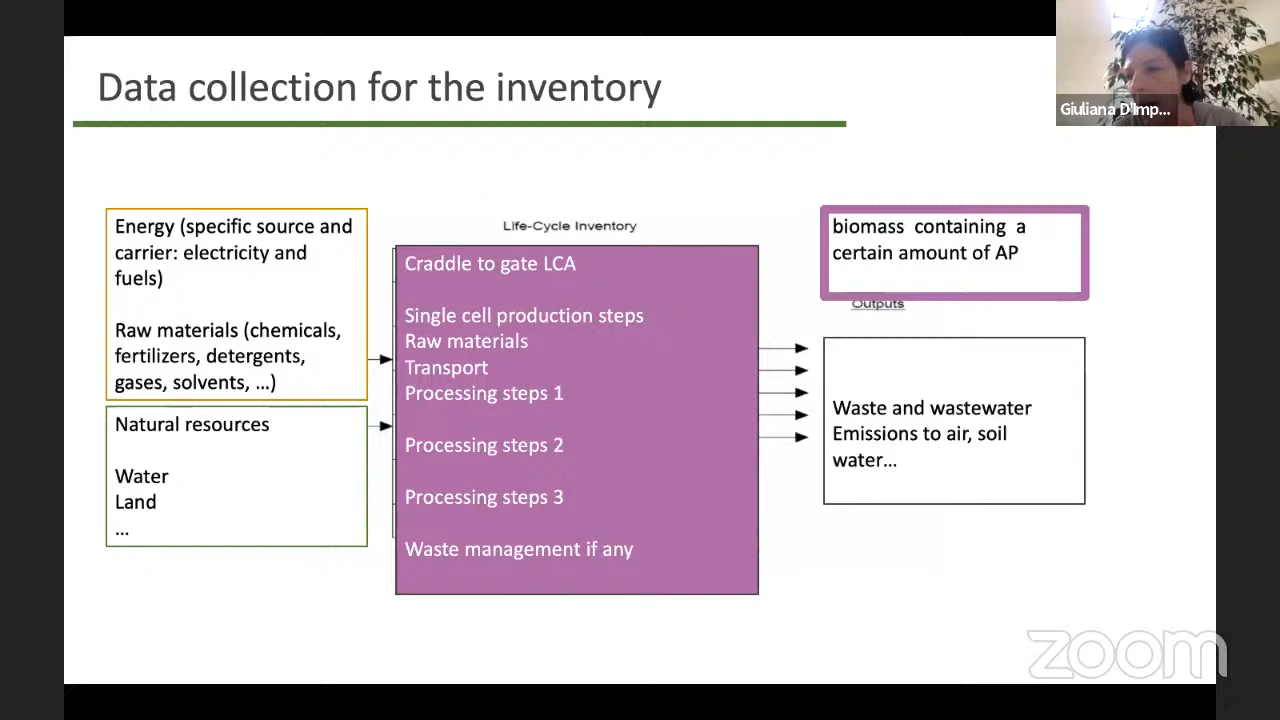 Data collection for the inventory
Giuliana D'Imp...
Energy (specific source and
carrier: electricity and
fuels)
Raw materials (chemicals,
fertilizers, detergents,
gases, solvents, ...)
Natural resources
Water
Land
...
Life-Cycle Inventory
Craddle to gate LCA
Single cell production steps
Raw materials
Transport
Processing steps 1
Processing steps 2
Processing steps 3
Waste management if any
biomass containing a
certain amount of AP
Outputs
Waste and wastewater
Emissions to air, soil
water...
zoom